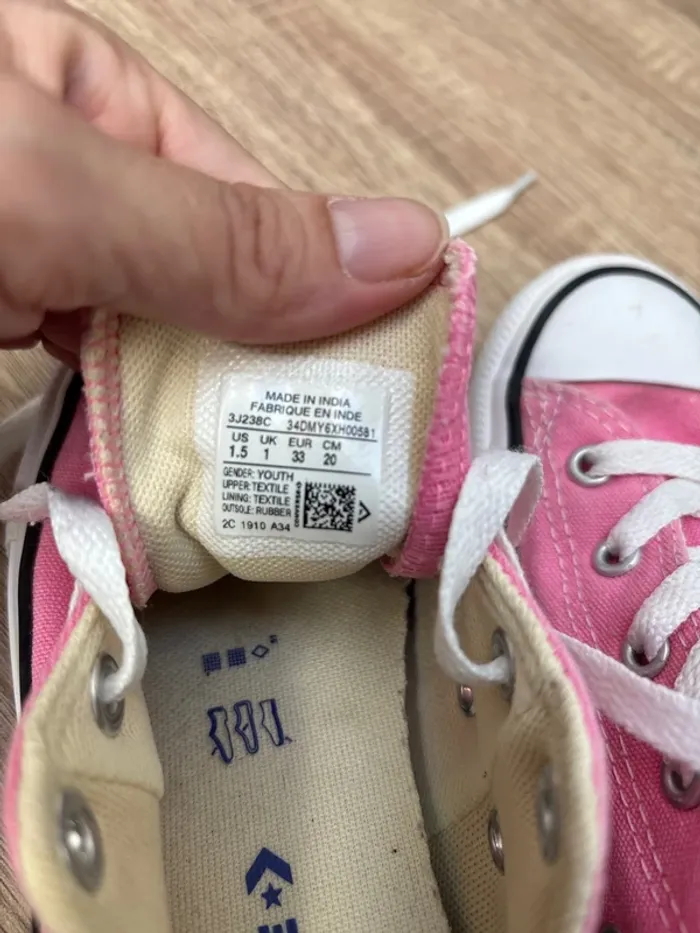 MADE IN INDIA
FABRIQUE EN INDE
3J238C 34DMY6XH00581
US UK EUR CM
1.5 1 33 20
GENDER: YOUTH
UPPER: TEXTILE
LINING: TEXTILE
OUTSOLE: RUBBER
2C 1910 A34
CONVERSE.©